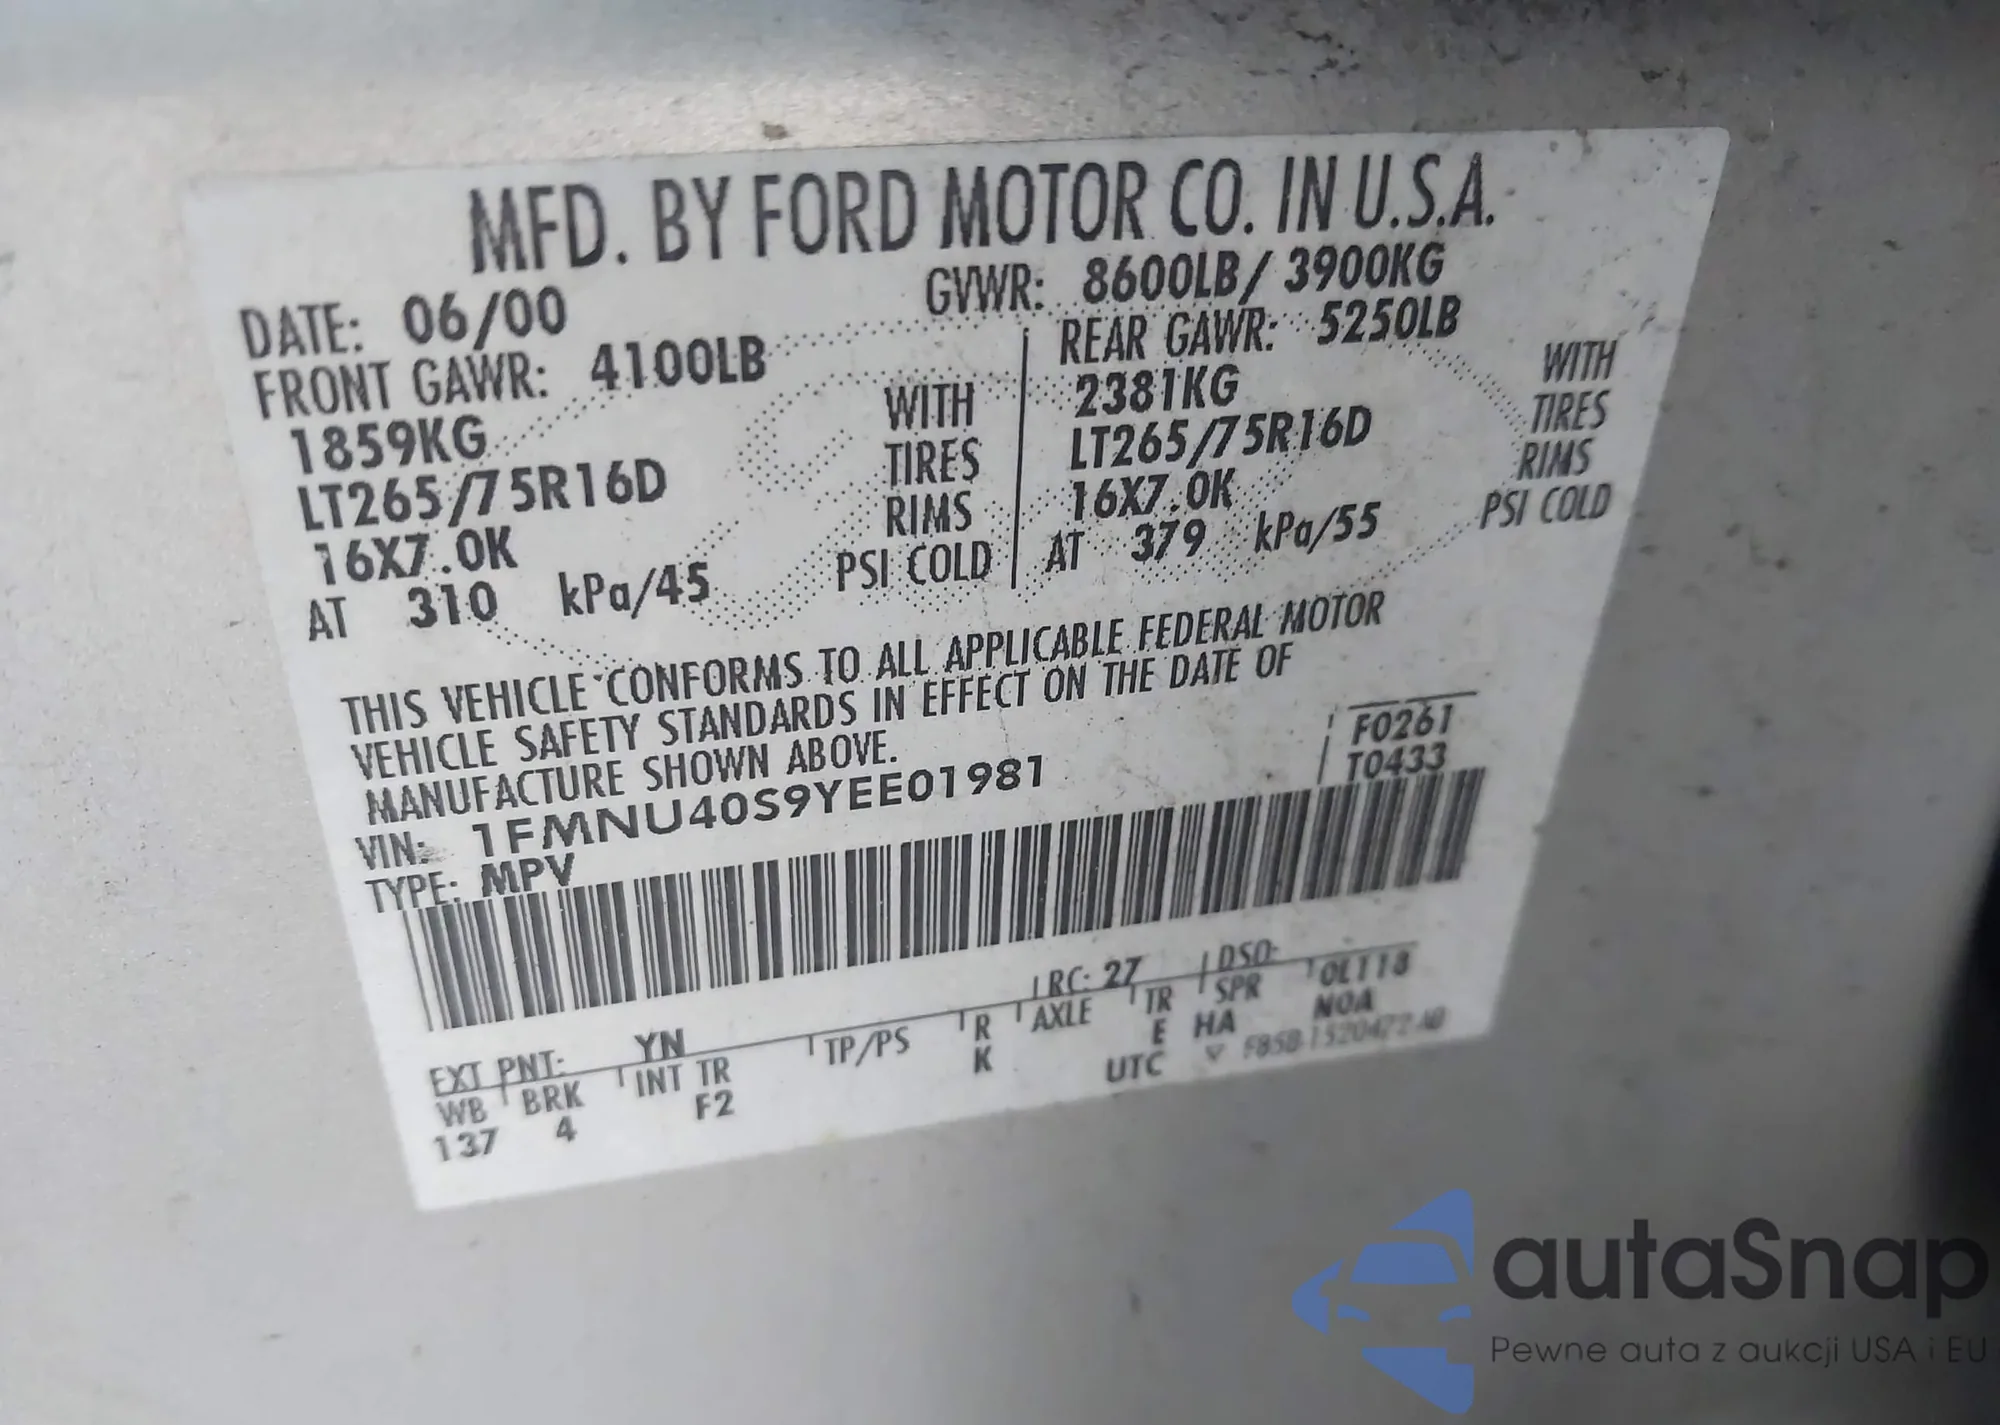 MFD. BY FORD MOTOR CO. IN U.S.A.
DATE: 06/00 GVWR: 8600LB/ 3900KG
FRONT GAWR: 4100LB REAR GAWR: 5250LB
1859KG WITH 2381KG WITH
LT265/75R16D TIRES LT265/75R16D TIRES
16X7.0K RIMS 16X7.0K RIMS
AT 310 kPa/45 PSI COLD AT 379 kPa/55 PSI COLD
THIS VEHICLE CONFORMS TO ALL APPLICABLE FEDERAL MOTOR
VEHICLE SAFETY STANDARDS IN EFFECT ON THE DATE OF
MANUFACTURE SHOWN ABOVE.
F0261
T0433
VIN: 1FMNU40S9YEE01981
TYPE: MPV
EXT PNT: YN RC: 27 DSO:
WB BRK INT TR TP/PS R AXLE TR SPR
K E HA NOA
137 4 F2 UTC
autaSnap
Pewne auta z aukcji USA i EU